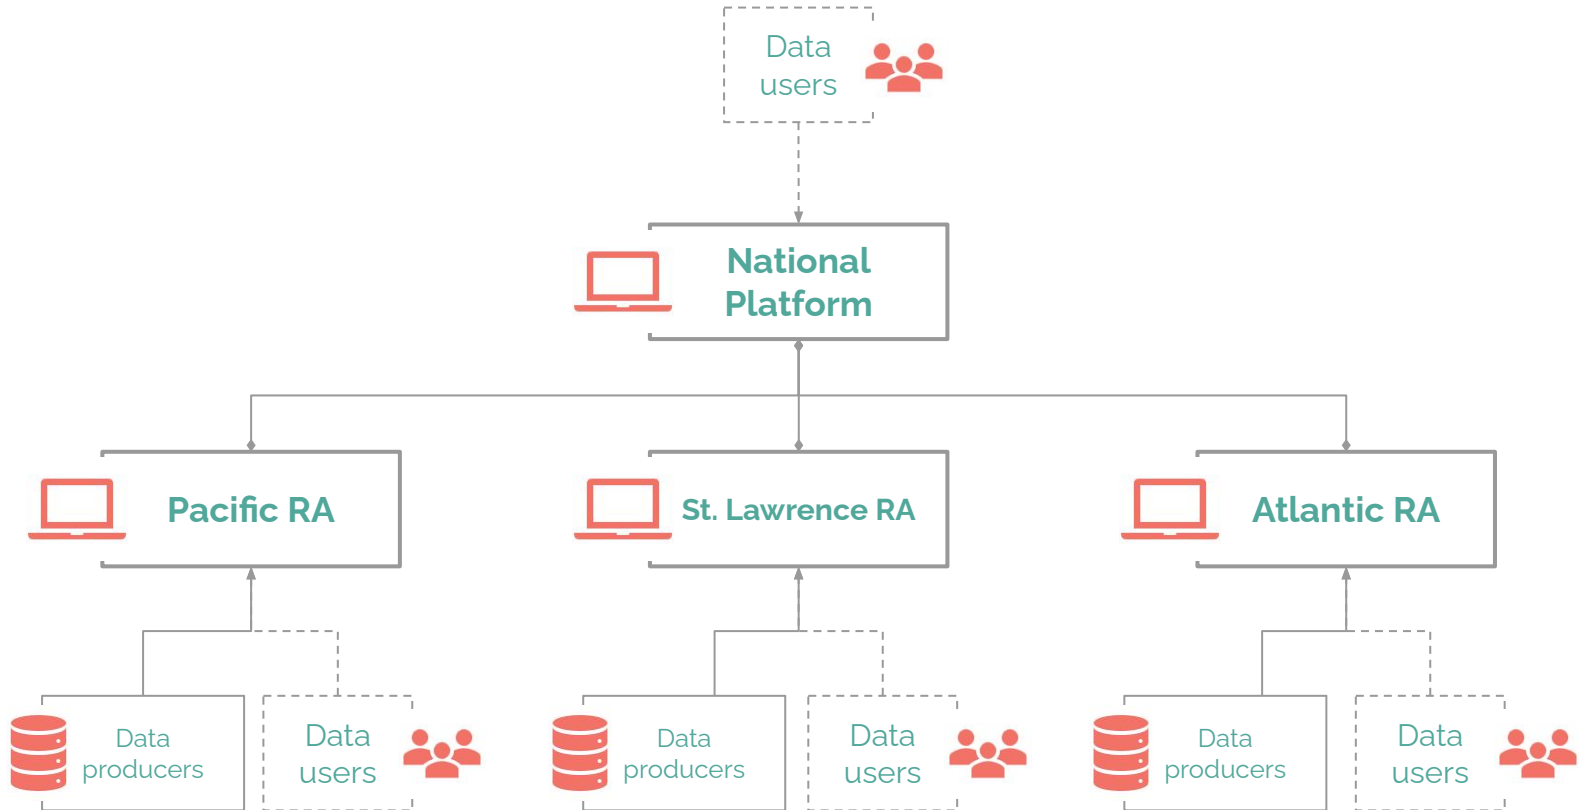 Data
users
National
Platform
Pacific RA
St. Lawrence RA
Atlantic RA
Data
producers
Data
users
Data
producers
Data
users
Data
producers
Data
users